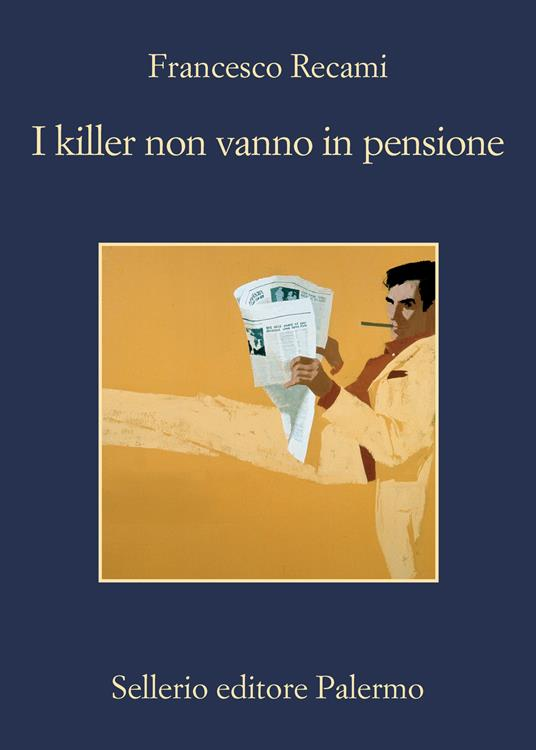 Francesco Recami
I killer non vanno in pensione
Sellerio editore Palermo